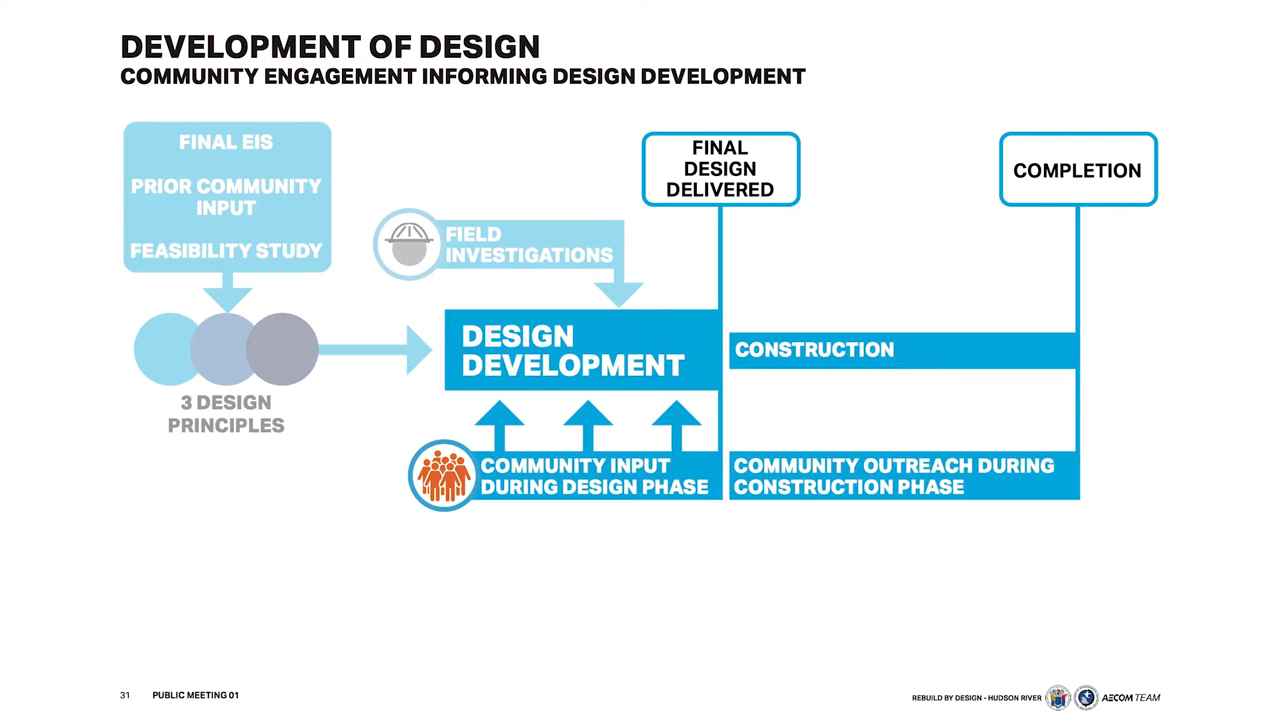 DEVELOPMENT OF DESIGN
COMMUNITY ENGAGEMENT INFORMING DESIGN DEVELOPMENT
FINAL EIS
PRIOR COMMUNITY
INPUT
FEASIBILITY STUDY
3 DESIGN
PRINCIPLES
FIELD
INVESTIGATIONS
DESIGN
DEVELOPMENT
COMMUNITY INPUT
DURING DESIGN PHASE
FINAL
DESIGN
DELIVERED
CONSTRUCTION
COMMUNITY OUTREACH DURING
CONSTRUCTION PHASE
COMPLETION
31 PUBLIC MEETING 01
REBUILD BY DESIGN - HUDSON RIVER AECOM TEAM